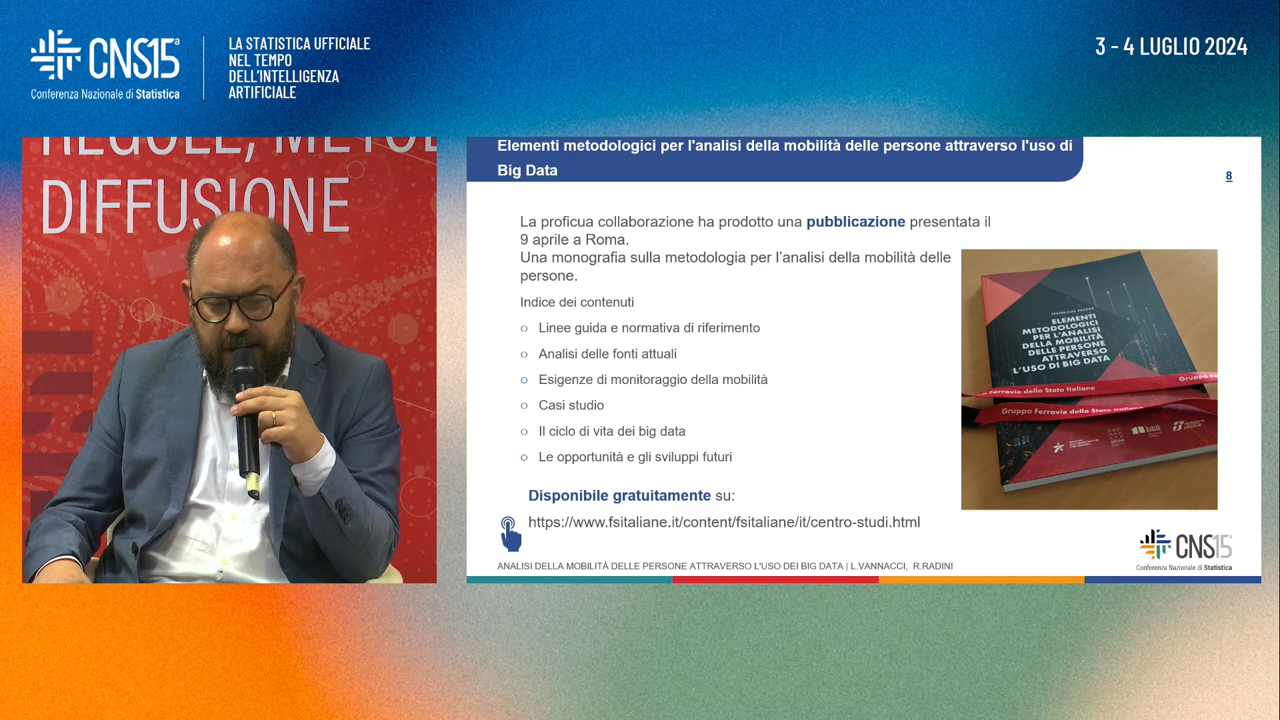 CNS15ª
Conferenza Nazionale di Statistica
LA STATISTICA UFFICIALE
NEL TEMPO
DELL'INTELLIGENZA
ARTIFICIALE
3 - 4 LUGLIO 2024
REGOLE,
DIFFUSIONE
Elementi metodologici per l'analisi della mobilità delle persone attraverso l'uso di
Big Data
8
La proficua collaborazione ha prodotto una pubblicazione presentata il
9 aprile a Roma.
Una monografia sulla metodologia per l'analisi della mobilità delle
persone.
Indice dei contenuti
o Linee guida e normativa di riferimento
o Analisi delle fonti attuali
o Esigenze di monitoraggio della mobilità
o Casi studio
o Il ciclo di vita dei big data
o Le opportunità e gli sviluppi futuri
Disponibile gratuitamente su:
https://www.fsitaliane.it/content/fsitaliane/it/centro-studi.html
TECHNICAL PAPERS
ELEMENTI
METODOLOGICI
PER L'ANALISI
DELLA MOBILITÀ
DELLE PERSONE
ATTRAVERSO
L'USO DI BIG DATA
Ferrovie dello Stato Italiane
Gruppo
Gruppo Ferrovie dello Stato Italiane
Istat
ANALISI DELLA MOBILITÀ DELLE PERSONE ATTRAVERSO L'USO DEI BIG DATA | L.VANNACCI, R.RADINI
CNS15
Conferenza Nazionale di Statistica